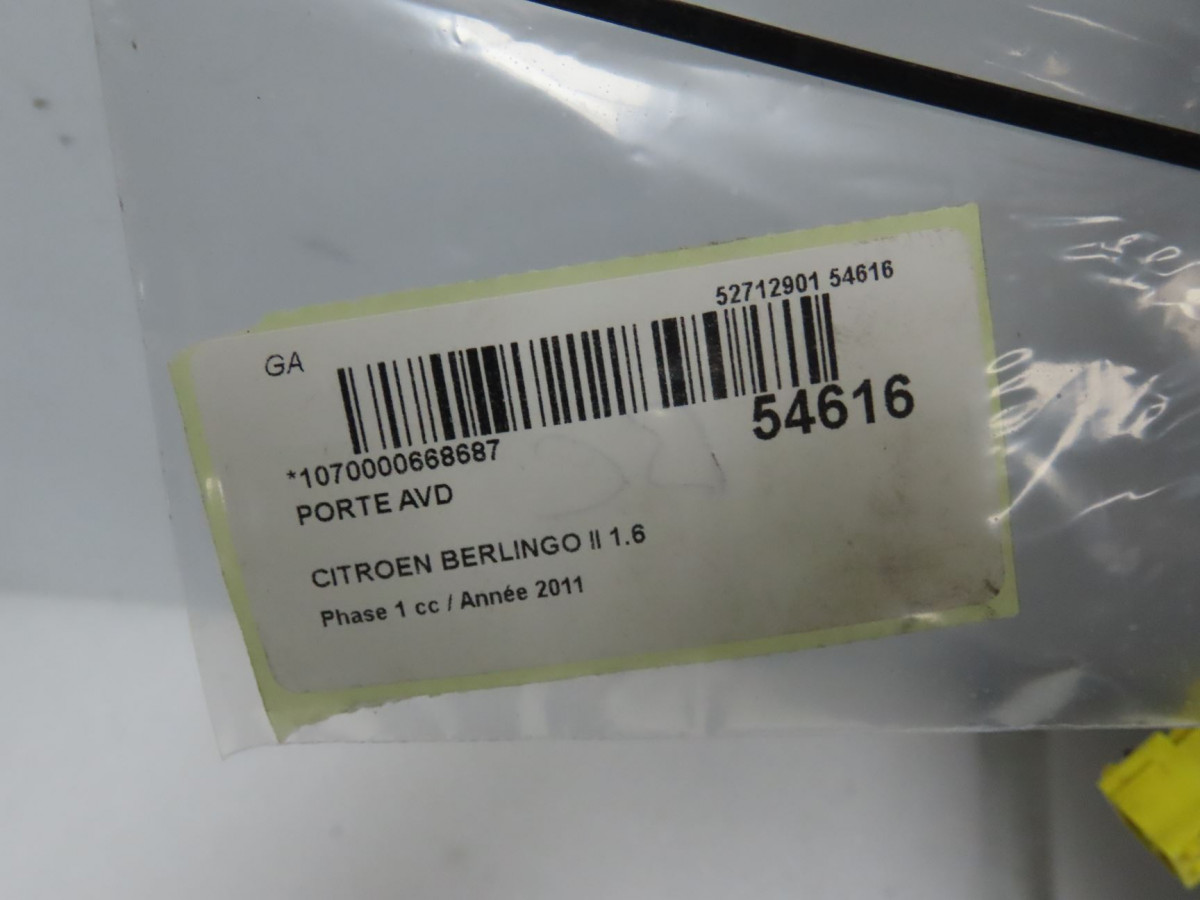 52712901 54616
GA
54616
*1070000668687
PORTE AVD
CITROEN BERLINGO II 1.6
Phase 1 cc / Année 2011